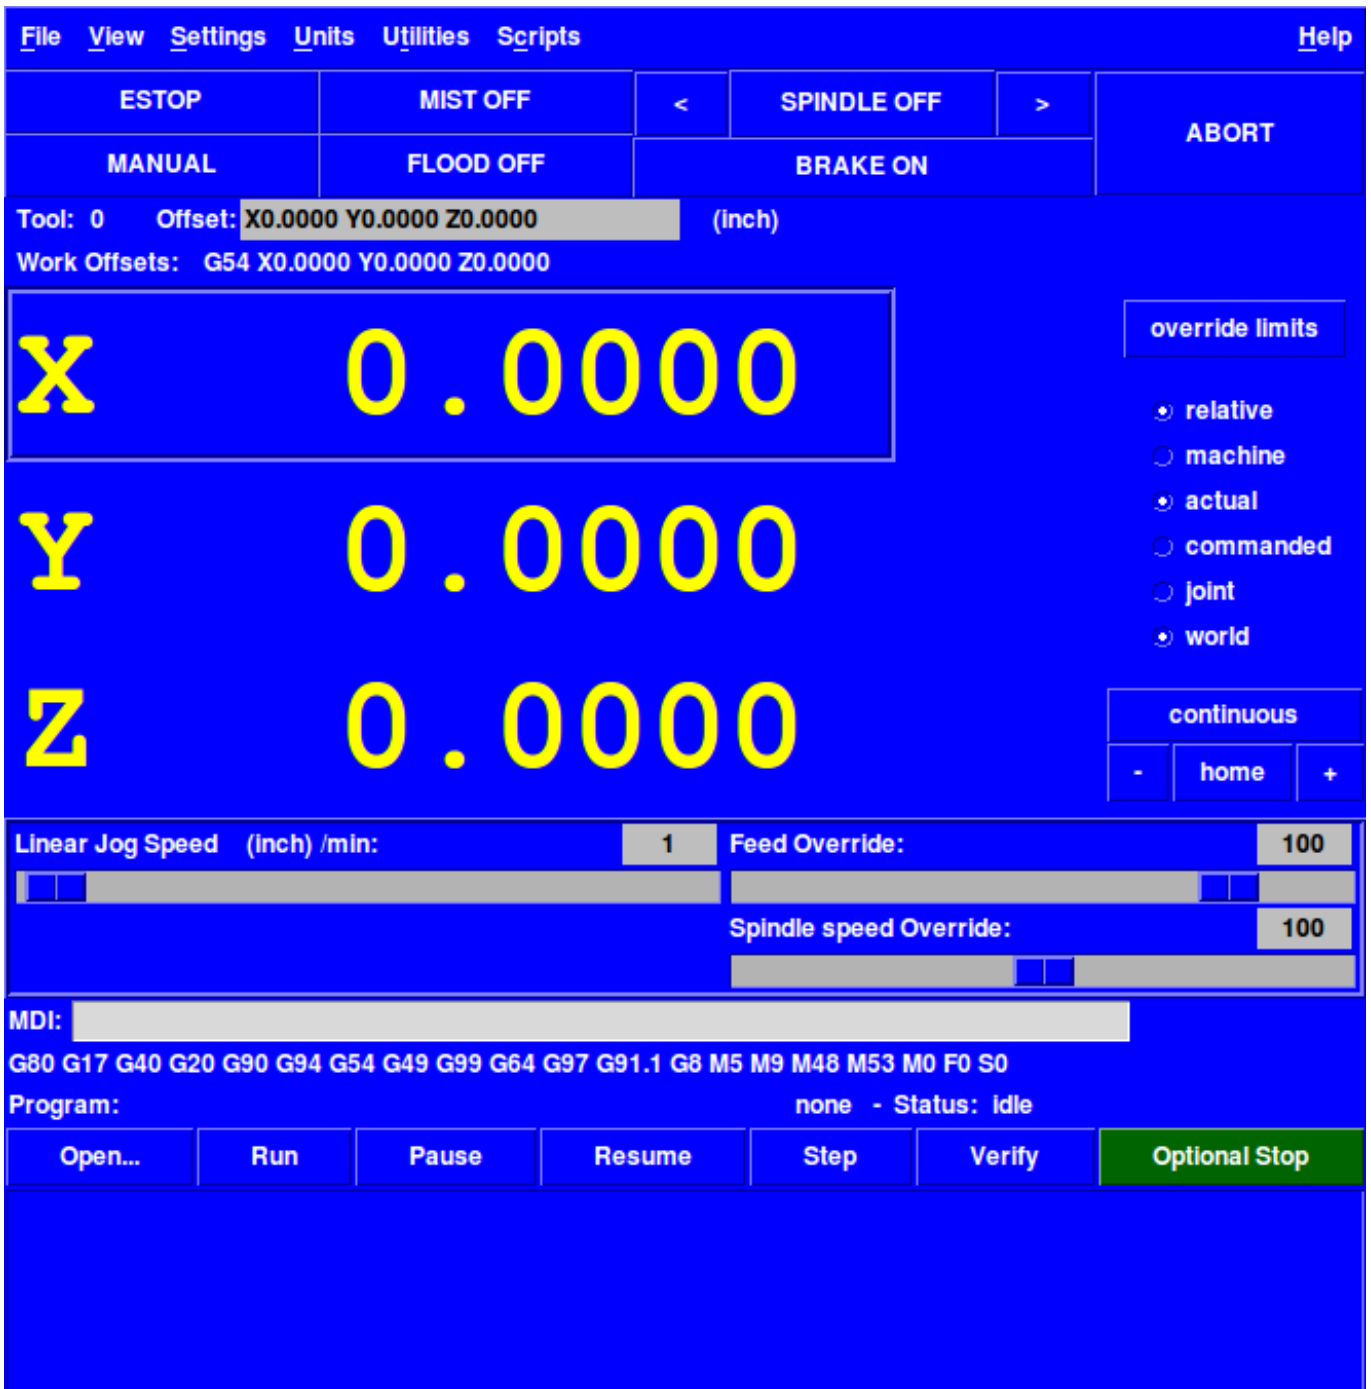 File View Settings Units Utilities Scripts Help
ESTOP MIST OFF < SPINDLE OFF > ABORT
MANUAL FLOOD OFF BRAKE ON
Tool: 0 Offset: X0.0000 Y0.0000 Z0.0000 (inch)
Work Offsets: G54 X0.0000 Y0.0000 Z0.0000
X 0.0000
override limits
relative
machine
actual
commanded
joint
world
Y 0.0000
Z 0.0000
continuous
- home +
Linear Jog Speed (inch) /min: 1 Feed Override: 100
Spindle speed Override: 100
MDI:
G80 G17 G40 G20 G90 G94 G54 G49 G99 G64 G97 G91.1 G8 M5 M9 M48 M53 M0 F0 S0
Program: none - Status: idle
Open... Run Pause Resume Step Verify Optional Stop